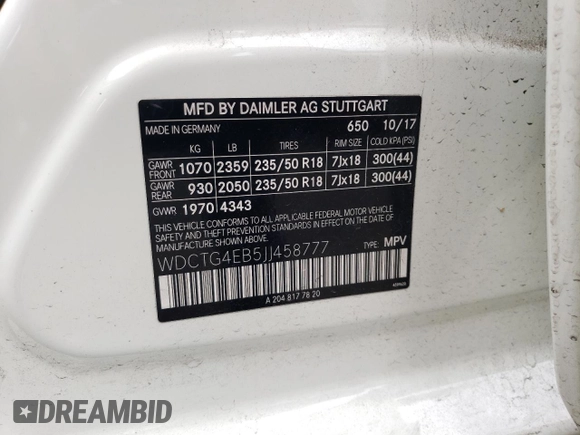 MFD BY DAIMLER AG STUTTGART
MADE IN GERMANY 650 10/17
KG LB TIRES RIM SIZE COLD KPA (PSI)
GAWR FRONT 1070 2359 235/50 R18 7Jx18 300(44)
GAWR REAR 930 2050 235/50 R18 7Jx18 300(44)
GVWR 1970 4343
THIS VEHICLE CONFORMS TO ALL APPLICABLE FEDERAL MOTOR VEHICLE
SAFETY, BUMPER, AND THEFT PREVENTION STANDARDS IN EFFECT ON THE
DATE OF MANUFACTURE SHOWN ABOVE.
WDCTG4EB5JJ458777 TYPE: MPV
A 204 817 78 20
DREAMBID